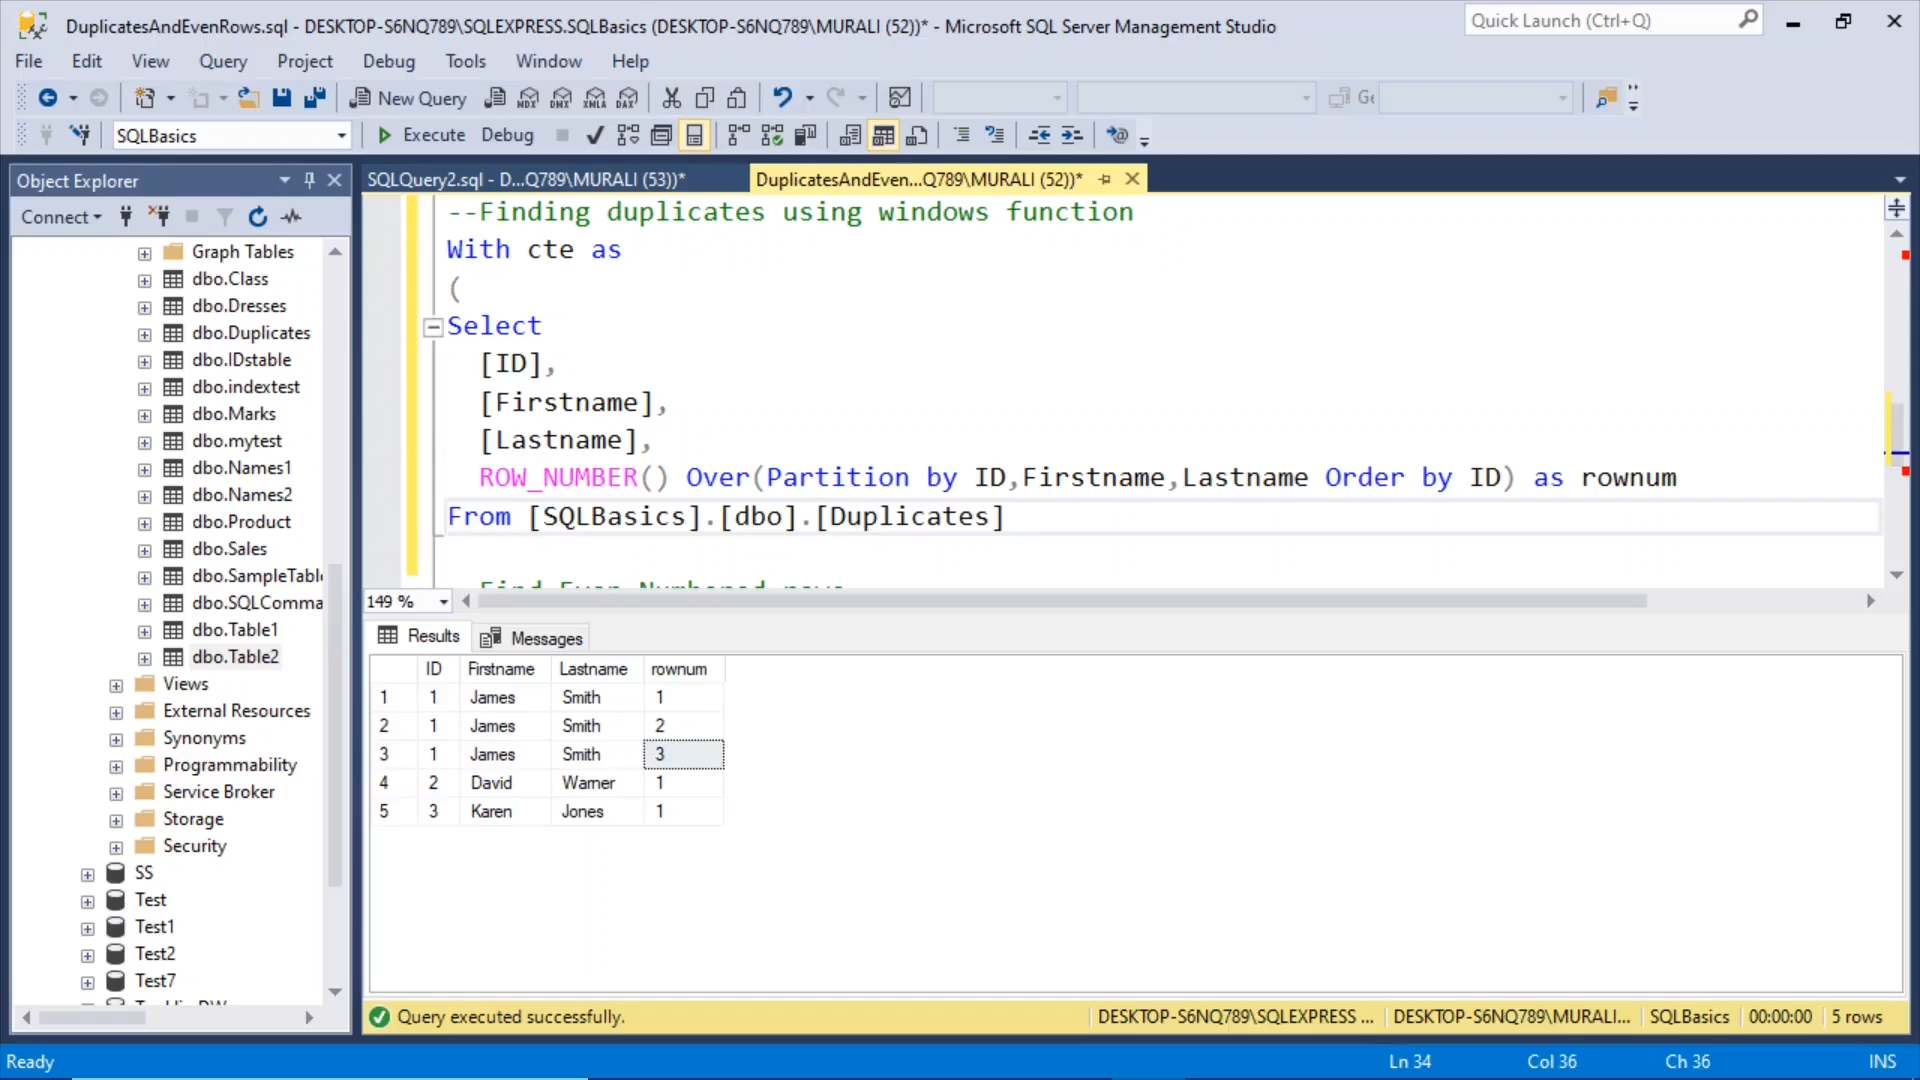 DuplicatesAndEvenRows.sql - DESKTOP-S6NQ789\SQLEXPRESS.SQLBasics (DESKTOP-S6NQ789\MURALI (52))* - Microsoft SQL Server Management Studio
Quick Launch (Ctrl+Q)
File Edit View Query Project Debug Tools Window Help
New Query
MDX DMX XMLA DAX
SQLBasics
Execute Debug
Object Explorer
SQLQuery2.sql - D...Q789\MURALI (53))*
DuplicatesAndEven...Q789\MURALI (52))*
Connect
Graph Tables
dbo.Class
dbo.Dresses
dbo.Duplicates
dbo.IDstable
dbo.indextest
dbo.Marks
dbo.mytest
dbo.Names1
dbo.Names2
dbo.Product
dbo.Sales
dbo.SampleTabl
dbo.SQLComma
dbo.Table1
dbo.Table2
Views
External Resources
Synonyms
Programmability
Service Broker
Storage
Security
SS
Test
Test1
Test2
Test7
--Finding duplicates using windows function
With cte as
(
Select
[ID],
[Firstname],
[Lastname],
ROW_NUMBER() Over(Partition by ID,Firstname,Lastname Order by ID) as rownum
From [SQLBasics].[dbo].[Duplicates]
149 %
Results Messages
ID Firstname Lastname rownum
1 1 James Smith 1
2 1 James Smith 2
3 1 James Smith 3
4 2 David Warner 1
5 3 Karen Jones 1
Query executed successfully.
DESKTOP-S6NQ789\SQLEXPRESS ... DESKTOP-S6NQ789\MURALI... SQLBasics 00:00:00 5 rows
Ready
Ln 34 Col 36 Ch 36 INS